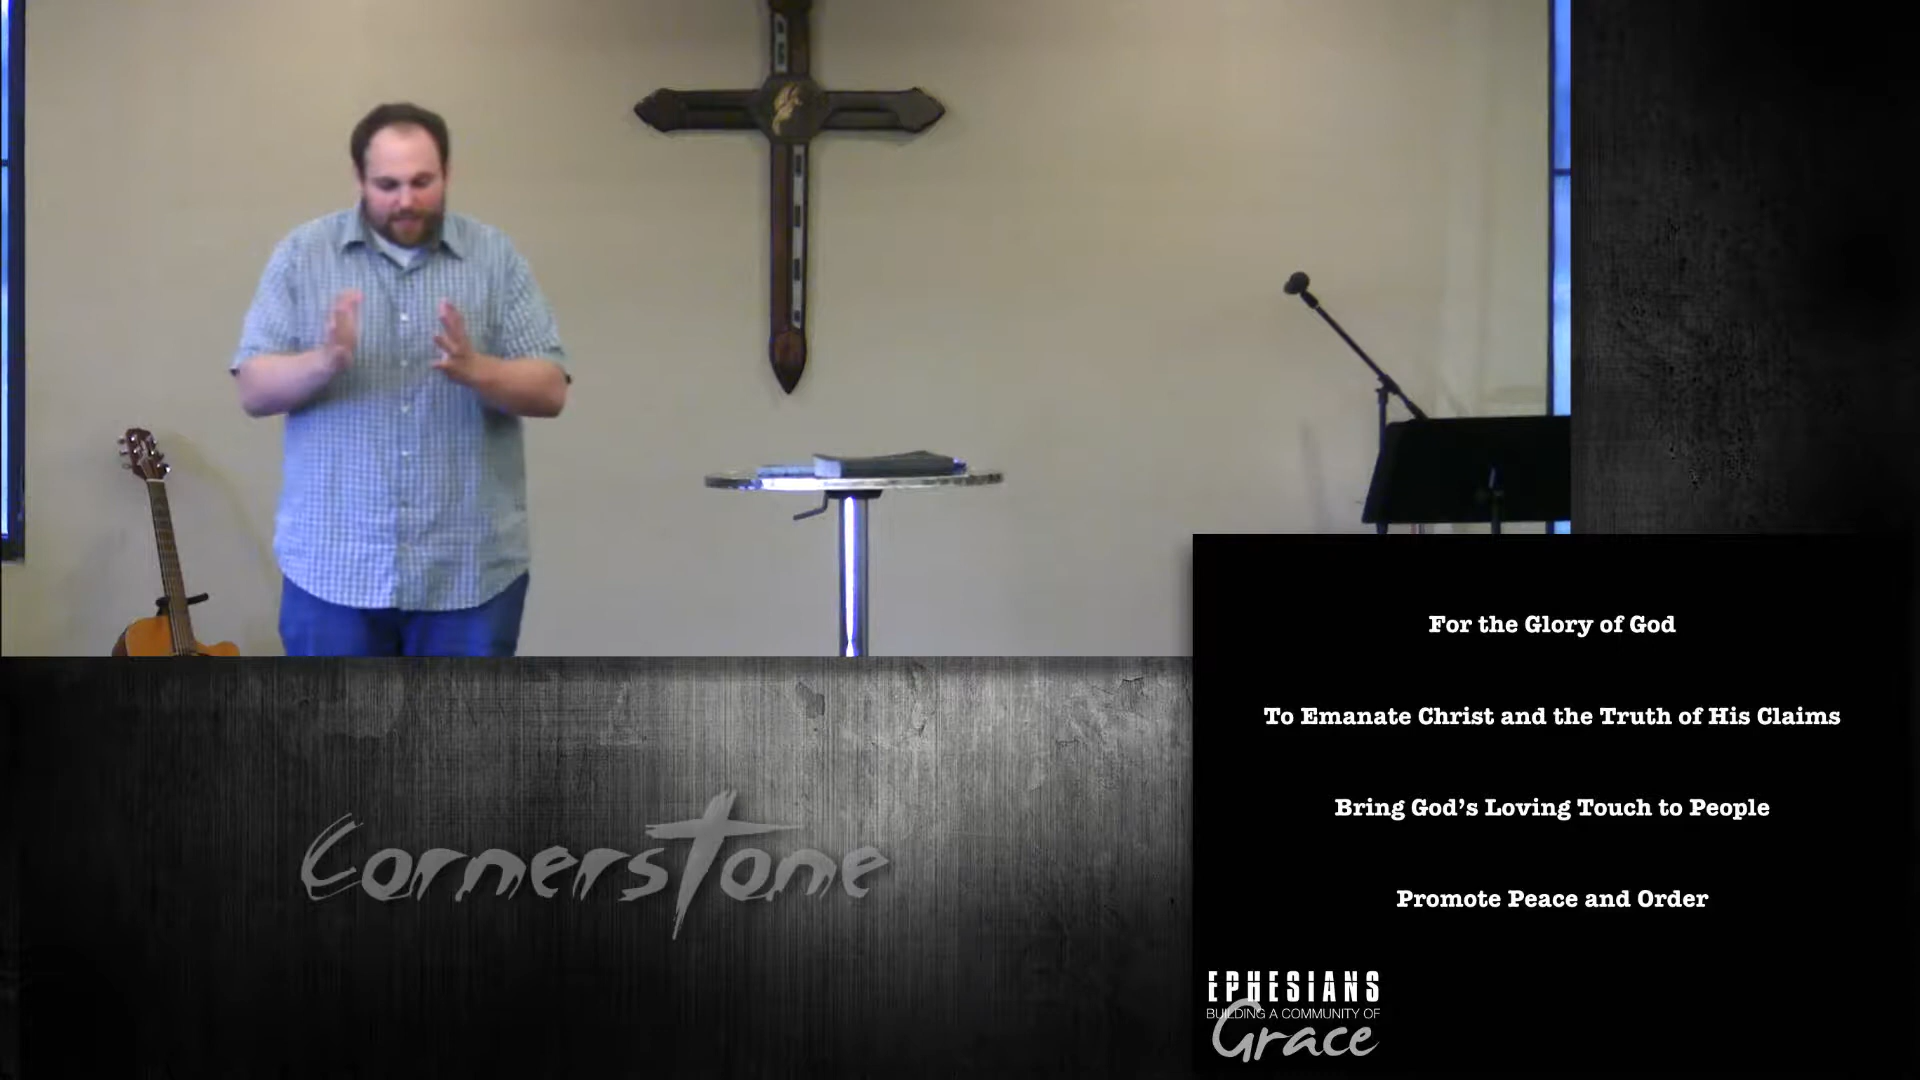 For the Glory of God
To Emanate Christ and the Truth of His Claims
Bring God's Loving Touch to People
Promote Peace and Order
Cornerstone
EPHESIANS
BUILDING A COMMUNITY OF
Grace